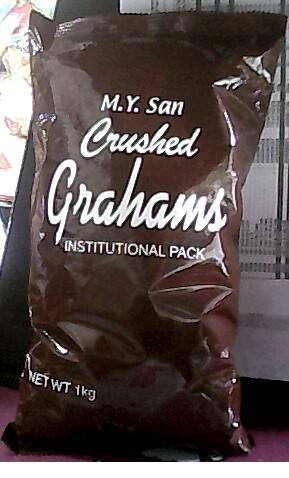 M.Y. San
Crushed
Grahams
INSTITUTIONAL PACK
NET WT 1kg